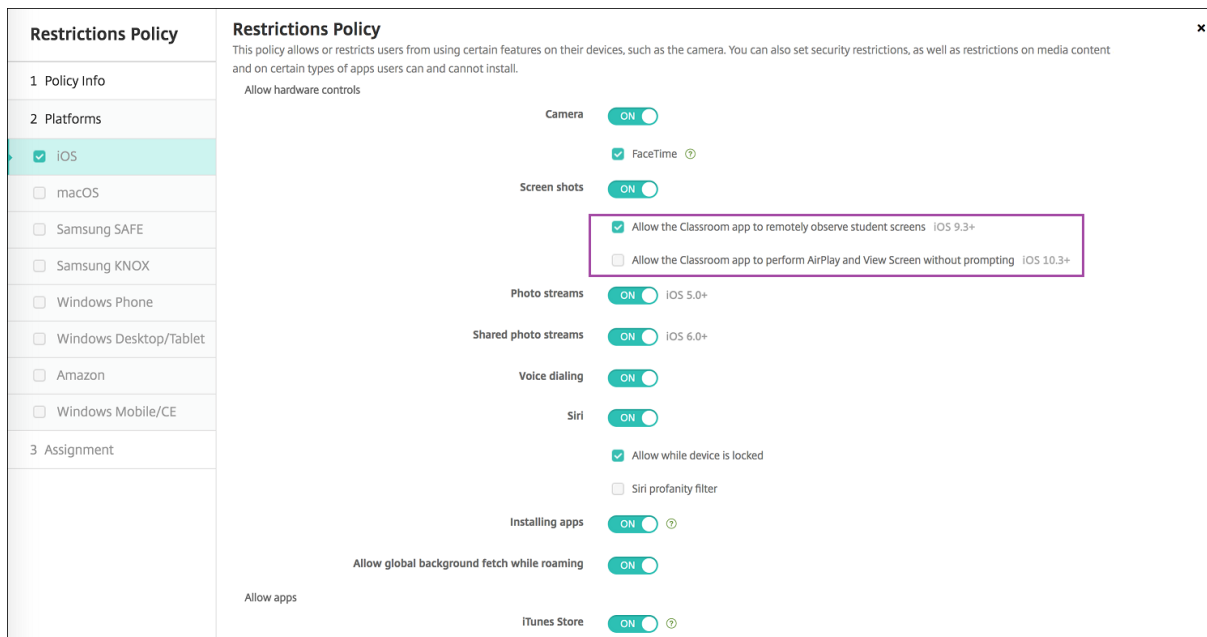 Restrictions Policy
1 Policy Info
2 Platforms
iOS
macOS
Samsung SAFE
Samsung KNOX
Windows Phone
Windows Desktop/Tablet
Amazon
Windows Mobile/CE
3 Assignment
Restrictions Policy
This policy allows or restricts users from using certain features on their devices, such as the camera. You can also set security restrictions, as well as restrictions on media content
and on certain types of apps users can and cannot install.
Allow hardware controls
Camera ON
FaceTime ?
Screen shots ON
Allow the Classroom app to remotely observe student screens iOS 9.3+
Allow the Classroom app to perform AirPlay and View Screen without prompting iOS 10.3+
Photo streams ON iOS 5.0+
Shared photo streams ON iOS 6.0+
Voice dialing ON
Siri ON
Allow while device is locked
Siri profanity filter
Installing apps ON ?
Allow global background fetch while roaming ON
Allow apps
iTunes Store ON ?